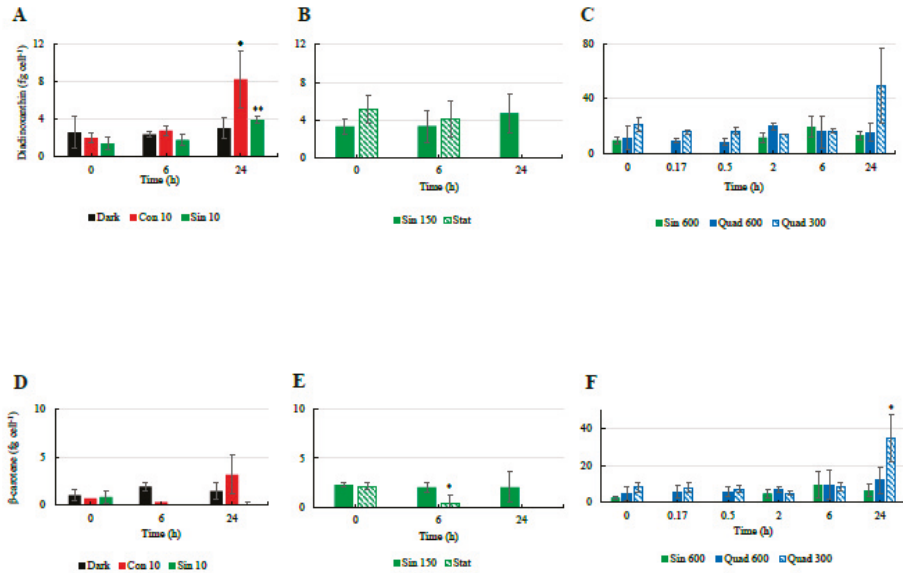 A
Diadinoxanthin (fg cell-1)
12
8
4
0
*
**
0 6 24
Time (h)
Dark Con 10 Sin 10
B
12
8
4
0
0 6 24
Time (h)
Sin 150 Stat
C
80
60
40
20
0
0 0.17 0.5 2 6 24
Time (h)
Sin 600 Quad 600 Quad 300
D
β-carotene (fg cell-1)
10
5
0
0 6 24
Time (h)
Dark Con 10 Sin 10
E
10
5
0
*
0 6 24
Time (h)
Sin 150 Stat
F
40
20
0
*
0 0.17 0.5 2 6 24
Time (h)
Sin 600 Quad 600 Quad 300